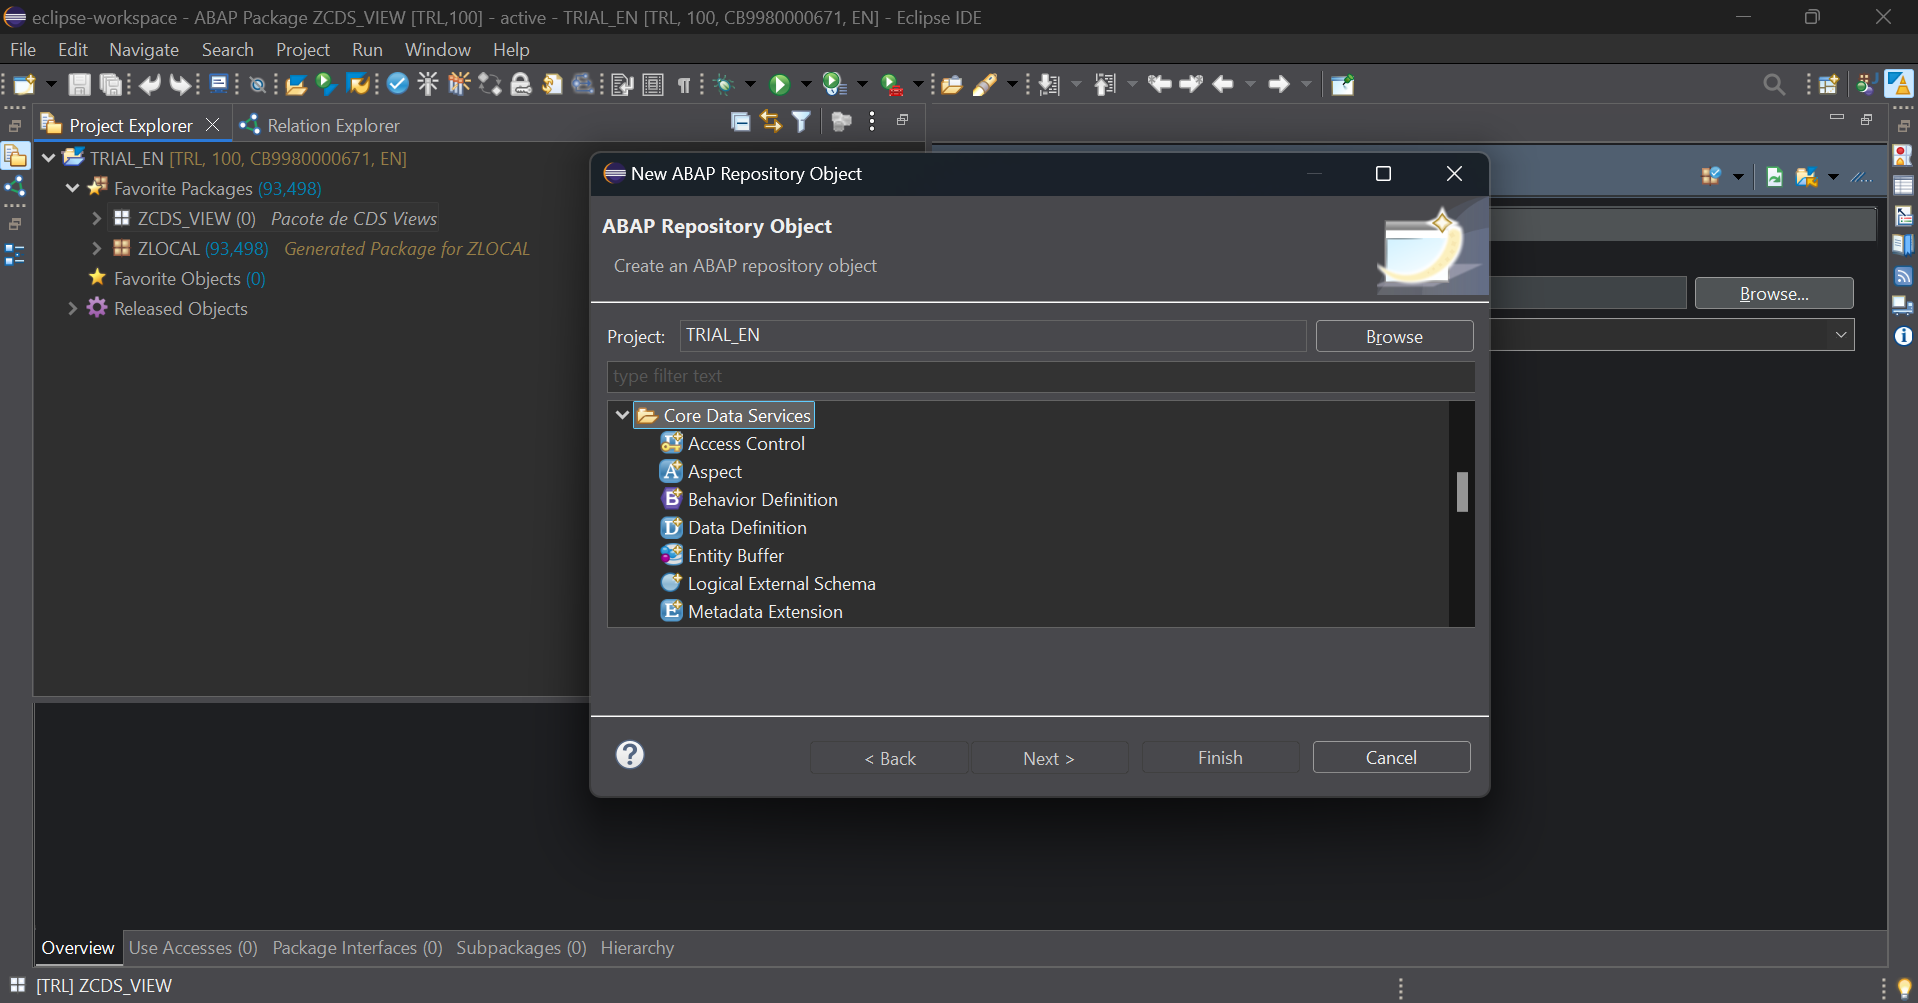 eclipse-workspace - ABAP Package ZCDS_VIEW [TRL,100] - active - TRIAL_EN [TRL, 100, CB9980000671, EN] - Eclipse IDE
File Edit Navigate Search Project Run Window Help
Project Explorer Relation Explorer
TRIAL_EN [TRL, 100, CB9980000671, EN]
Favorite Packages (93,498)
ZCDS_VIEW (0) Pacote de CDS Views
ZLOCAL (93,498) Generated Package for ZLOCAL
Favorite Objects (0)
Released Objects
New ABAP Repository Object
ABAP Repository Object
Create an ABAP repository object
Project: TRIAL_EN Browse
type filter text
Core Data Services
Access Control
Aspect
Behavior Definition
Data Definition
Entity Buffer
Logical External Schema
Metadata Extension
< Back Next > Finish Cancel
Browse...
Overview Use Accesses (0) Package Interfaces (0) Subpackages (0) Hierarchy
[TRL] ZCDS_VIEW